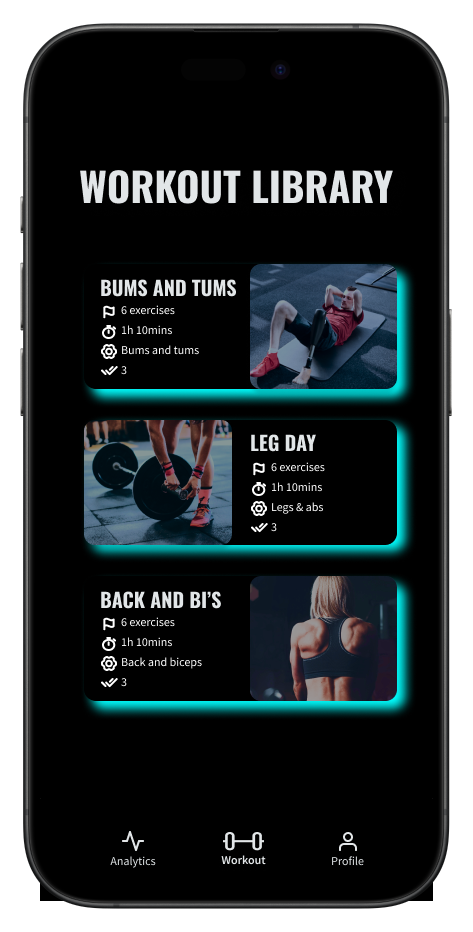 WORKOUT LIBRARY
BUMS AND TUMS
6 exercises
1h 10mins
Bums and tums
3
LEG DAY
6 exercises
1h 10mins
Legs & abs
3
BACK AND BI'S
6 exercises
1h 10mins
Back and biceps
3
Analytics
Workout
Profile